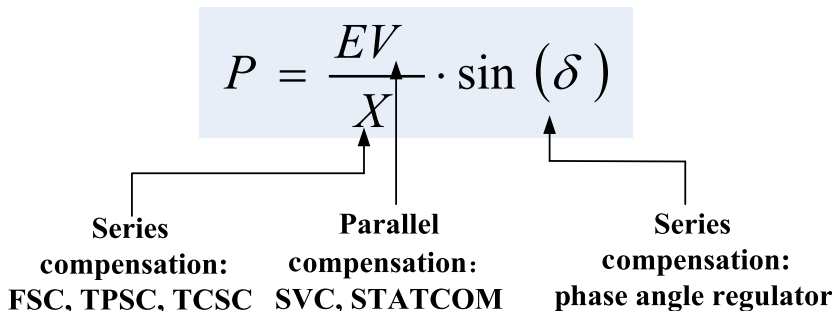 P = EV/X · sin (δ)
Series
compensation:
FSC, TPSC, TCSC
Parallel
compensation：
SVC, STATCOM
Series
compensation:
phase angle regulator